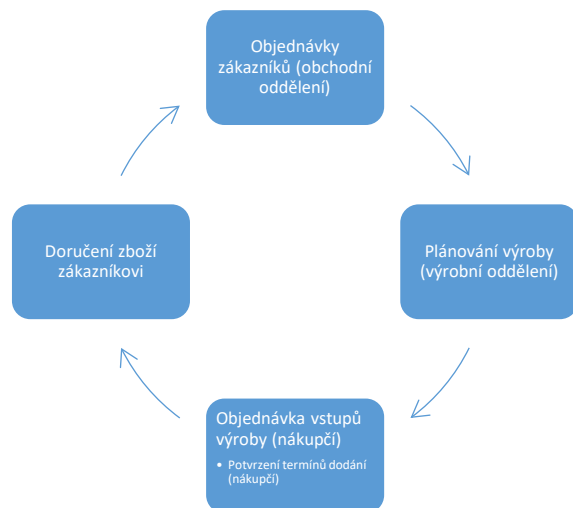 Objednávky
zákazníků (obchodní
oddělení)
Plánování výroby
(výrobní oddělení)
Objednávka vstupů
výroby (nákupčí)
• Potvrzení termínů dodání
(nákupčí)
Doručení zboží
zákazníkovi